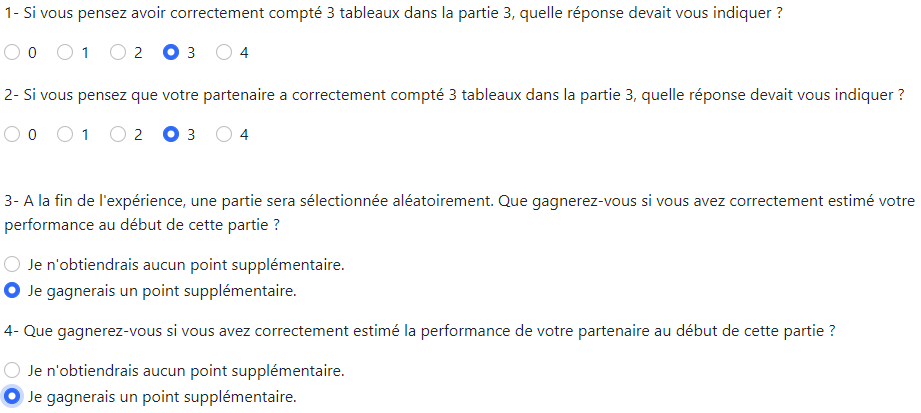 1- Si vous pensez avoir correctement compté 3 tableaux dans la partie 3, quelle réponse devait vous indiquer ?
0 1 2 3 4
2- Si vous pensez que votre partenaire a correctement compté 3 tableaux dans la partie 3, quelle réponse devait vous indiquer ?
0 1 2 3 4
3- A la fin de l'expérience, une partie sera sélectionnée aléatoirement. Que gagnerez-vous si vous avez correctement estimé votre
performance au début de cette partie ?
Je n'obtiendrais aucun point supplémentaire.
Je gagnerais un point supplémentaire.
4- Que gagnerez-vous si vous avez correctement estimé la performance de votre partenaire au début de cette partie ?
Je n'obtiendrais aucun point supplémentaire.
Je gagnerais un point supplémentaire.